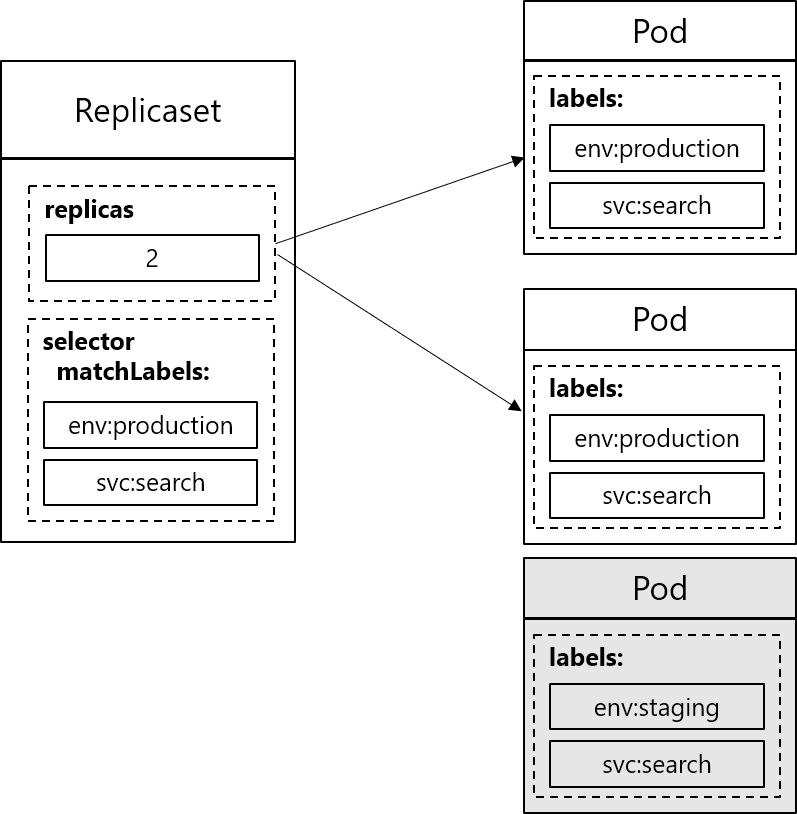 Replicaset
replicas
2
selector
matchLabels:
env:production
svc:search
Pod
labels:
env:production
svc:search
Pod
labels:
env:production
svc:search
Pod
labels:
env:staging
svc:search